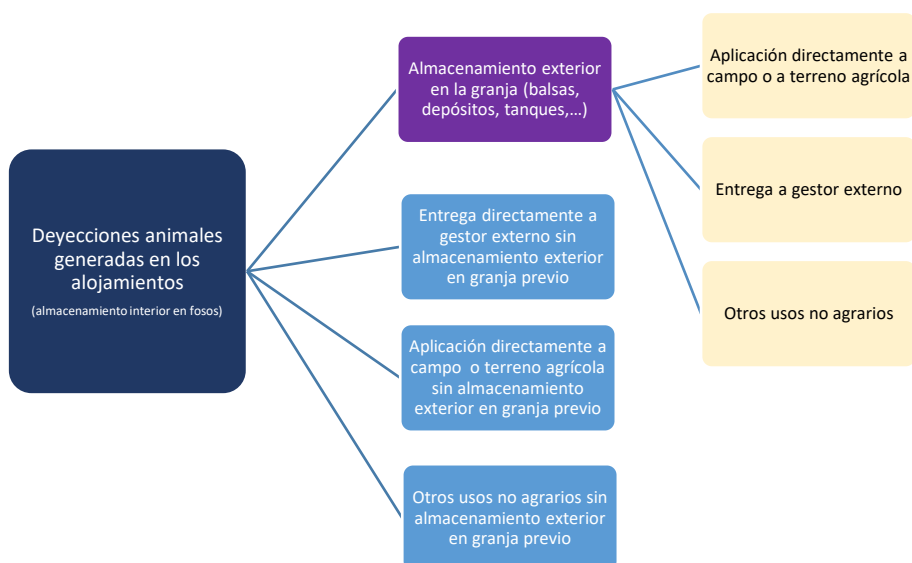 Deyecciones animales
generadas en los
alojamientos
(almacenamiento interior en fosos)
Almacenamiento exterior
en la granja (balsas,
depósitos, tanques,…)
Entrega directamente a
gestor externo sin
almacenamiento exterior
en granja previo
Aplicación directamente a
campo o terreno agrícola
sin almacenamiento
exterior en granja previo
Otros usos no agrarios sin
almacenamiento exterior
en granja previo
Aplicación directamente a
campo o a terreno agrícola
Entrega a gestor externo
Otros usos no agrarios